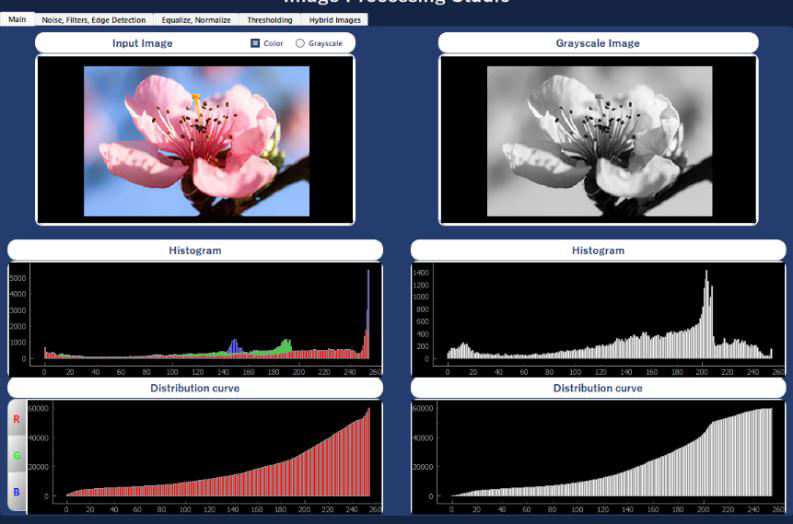 Image Processing Studio
Main Noise, Filters, Edge Detection Equalize, Normalize Thresholding Hybrid Images
Input Image Color Grayscale
Grayscale Image
Histogram
5000
4000
3000
2000
1000
0
0 20 40 60 80 100 120 140 160 180 200 220 240 260
Histogram
1400
1200
1000
800
600
400
200
0
0 20 40 60 80 100 120 140 160 180 200 220 240 260
Distribution curve
R
G
B
60000
40000
20000
0
0 20 40 60 80 100 120 140 160 180 200 220 240 260
Distribution curve
60000
40000
20000
0
0 20 40 60 80 100 120 140 160 180 200 220 240 260